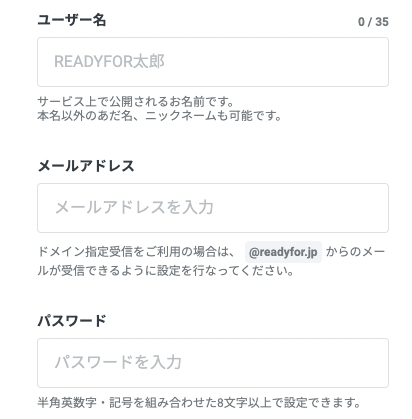 ユーザー名
0 / 35
READYFOR太郎
サービス上で公開されるお名前です。
本名以外のあだ名、ニックネームも可能です。
メールアドレス
メールアドレスを入力
ドメイン指定受信をご利用の場合は、 @readyfor.jp からのメー
ルが受信できるように設定を行なってください。
パスワード
パスワードを入力
半角英数字・記号を組み合わせた8文字以上で設定できます。